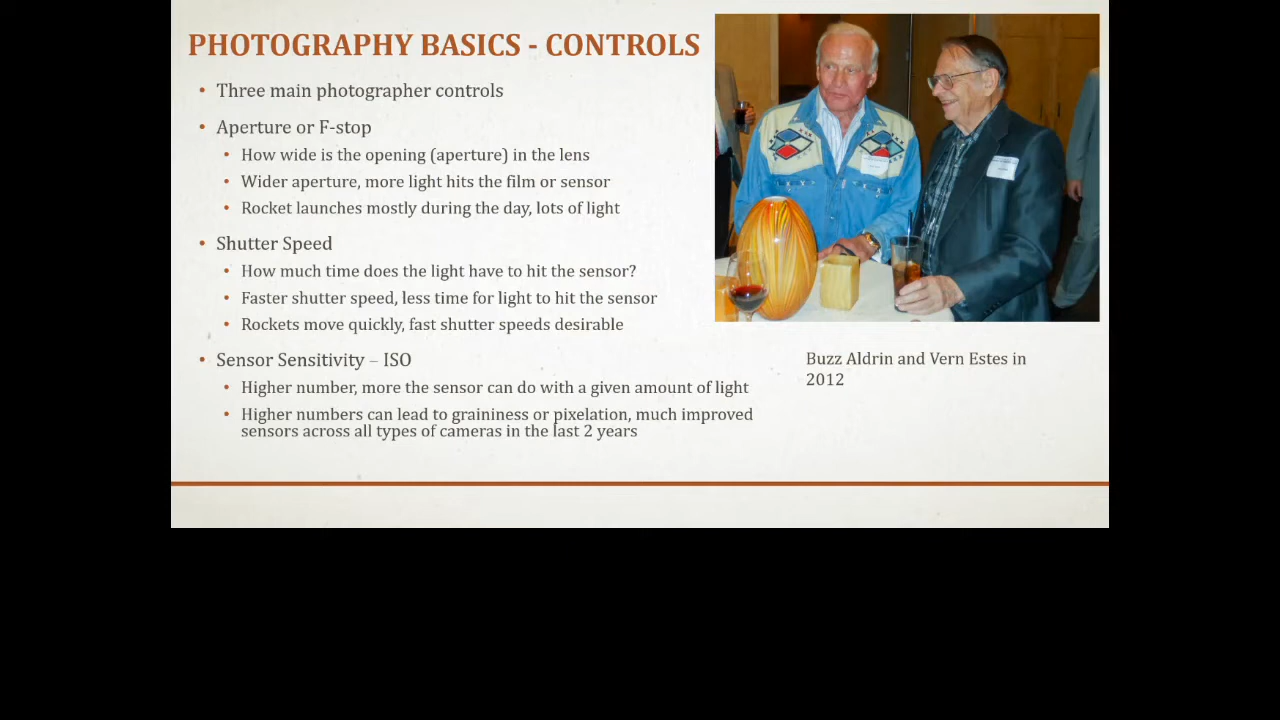 PHOTOGRAPHY BASICS - CONTROLS
• Three main photographer controls
• Aperture or F-stop
• How wide is the opening (aperture) in the lens
• Wider aperture, more light hits the film or sensor
• Rocket launches mostly during the day, lots of light
• Shutter Speed
• How much time does the light have to hit the sensor?
• Faster shutter speed, less time for light to hit the sensor
• Rockets move quickly, fast shutter speeds desirable
• Sensor Sensitivity – ISO
• Higher number, more the sensor can do with a given amount of light
• Higher numbers can lead to graininess or pixelation, much improved
sensors across all types of cameras in the last 2 years
Buzz Aldrin and Vern Estes in
2012